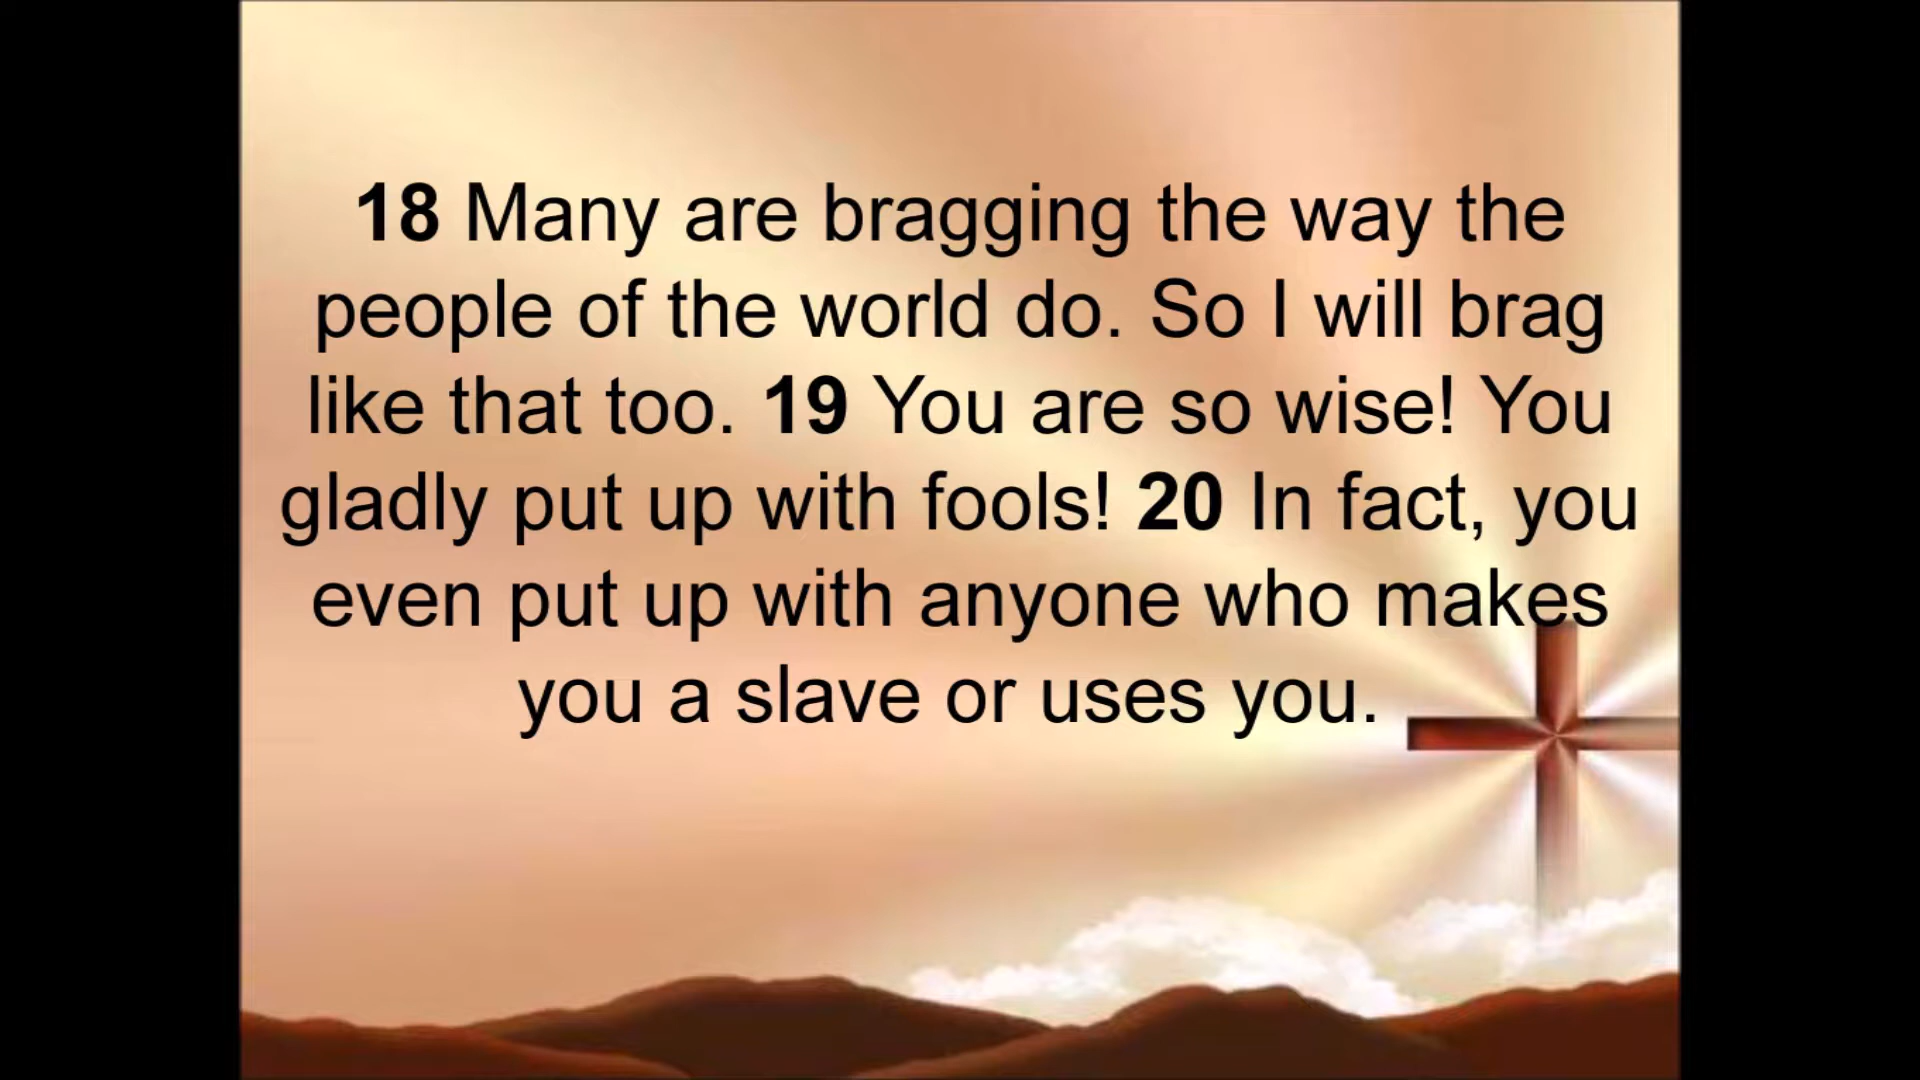 18 Many are bragging the way the
people of the world do. So I will brag
like that too. 19 You are so wise! You
gladly put up with fools! 20 In fact, you
even put up with anyone who makes
you a slave or uses you.